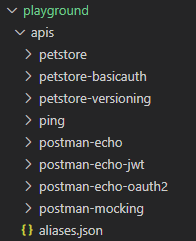 playground
apis
petstore
petstore-basicauth
petstore-versioning
ping
postman-echo
postman-echo-jwt
postman-echo-oauth2
postman-mocking
{} aliases.json